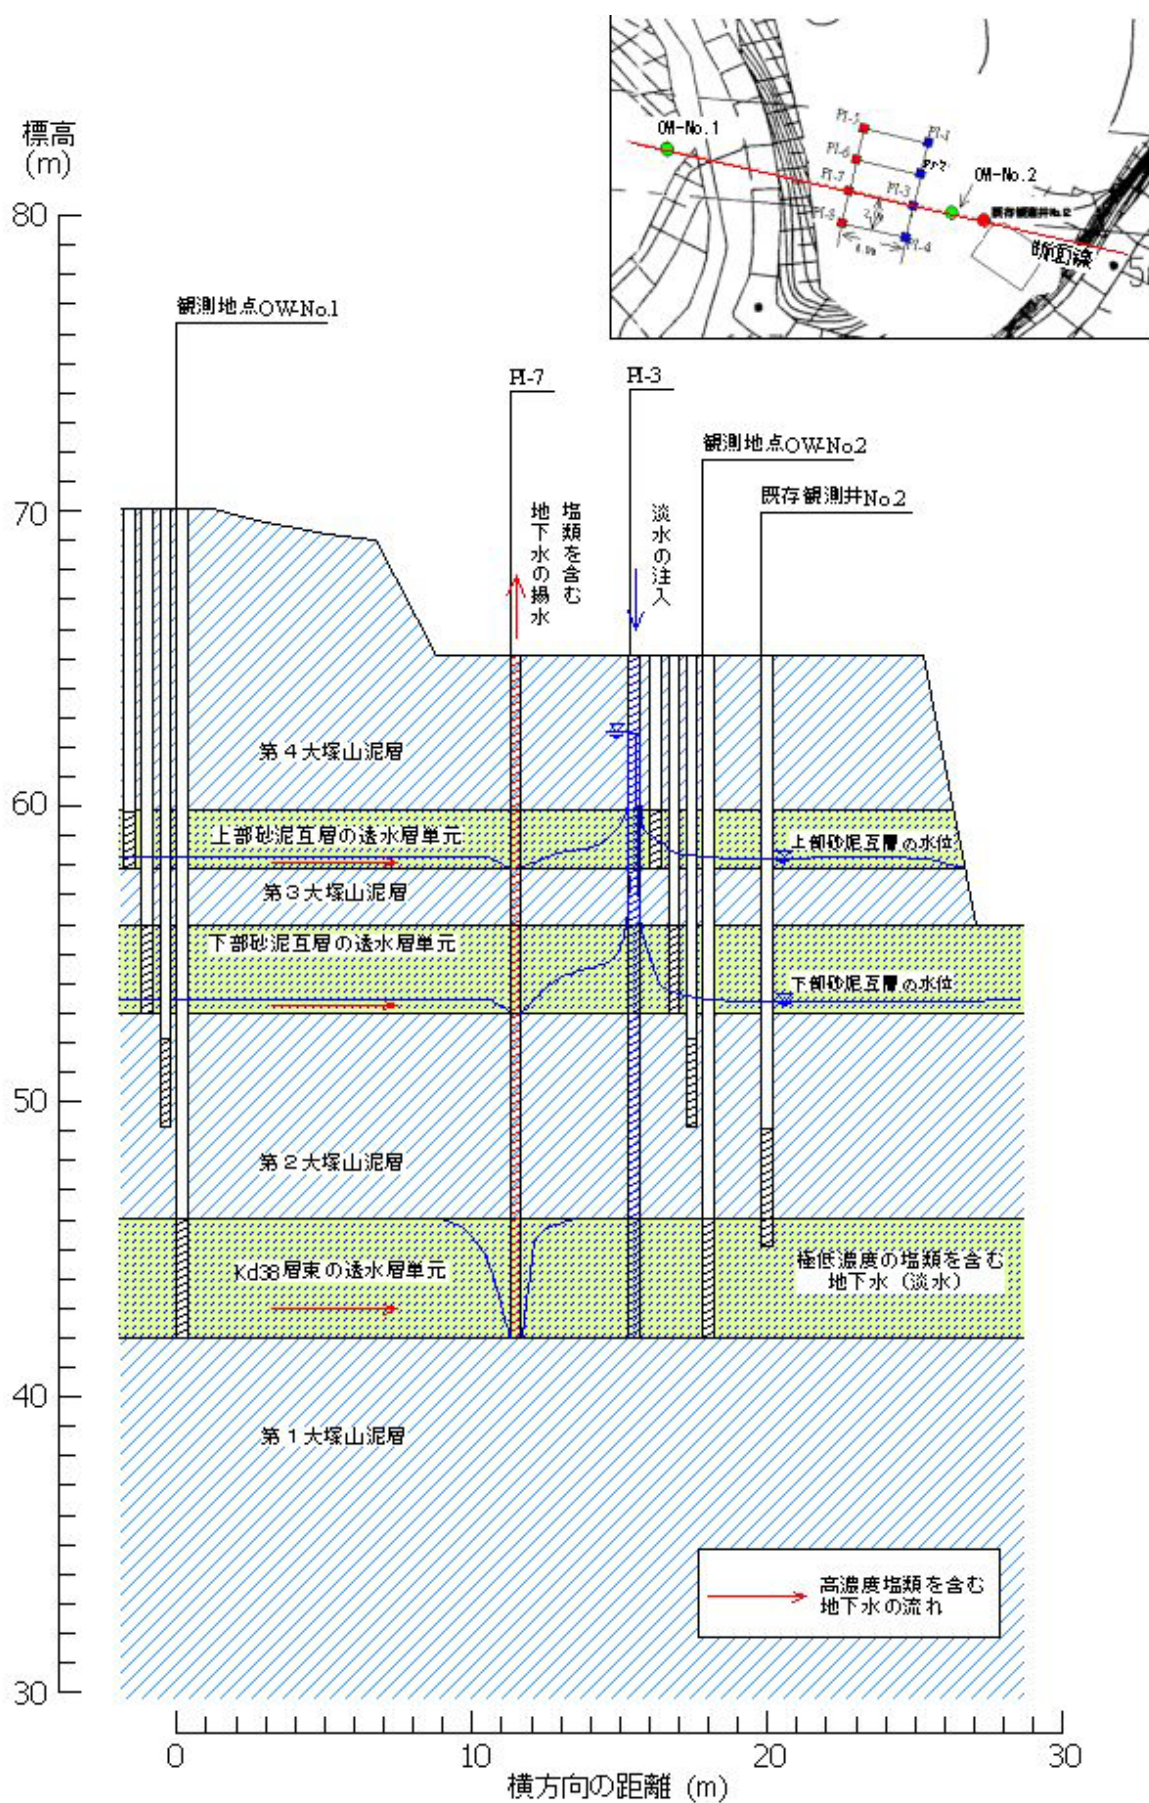 OW-No.1
PI-5
PI-1
PI-6
PI-2
PI-7
PI-3
OW-No.2
既存観測井No.2
PI-8
PI-4
断面線
標高
(m)
80
観測地点OW-No.1
PI-7
PI-3
観測地点OW-No.2
既存観測井No.2
塩類を含む
地下水の揚水
淡水の注入
70
第4大塚山泥層
60
上部砂泥互層の透水層単元
上部砂泥互層の水位
第3大塚山泥層
下部砂泥互層の透水層単元
下部砂泥互層の水位
50
第2大塚山泥層
Kd38層束の透水層単元
極低濃度の塩類を含む
地下水（淡水）
40
第1大塚山泥層
高濃度塩類を含む
地下水の流れ
30
0
10
20
30
横方向の距離 (m)